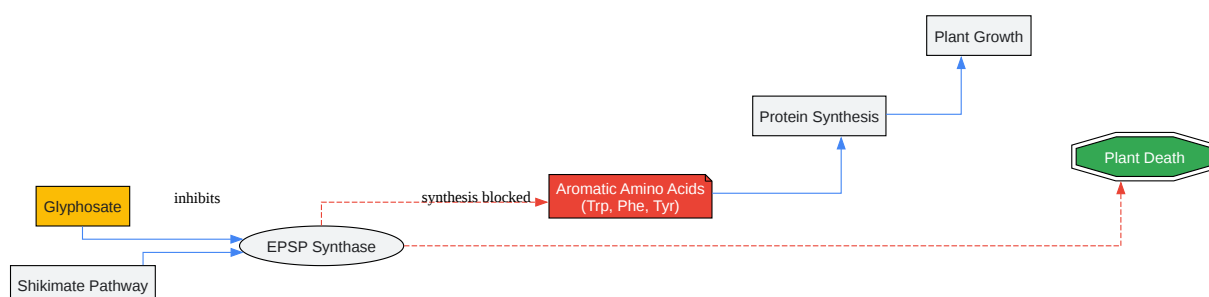 Plant Growth
Protein Synthesis
Plant Death
inhibits
synthesis blocked
Aromatic Amino Acids
(Trp, Phe, Tyr)
Glyphosate
EPSP Synthase
Shikimate Pathway